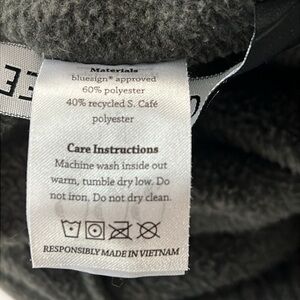 Materials
bluesign® approved
60% polyester
40% recycled S. Café
polyester
Care Instructions
Machine wash inside out
warm, tumble dry low. Do
not iron. Do not dry clean.
RESPONSIBLY MADE IN VIETNAM